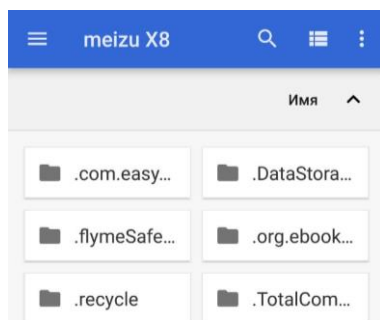 meizu X8
Имя
.com.easy...
.DataStora...
.flymeSafe...
.org.ebook...
.recycle
.TotalCom...